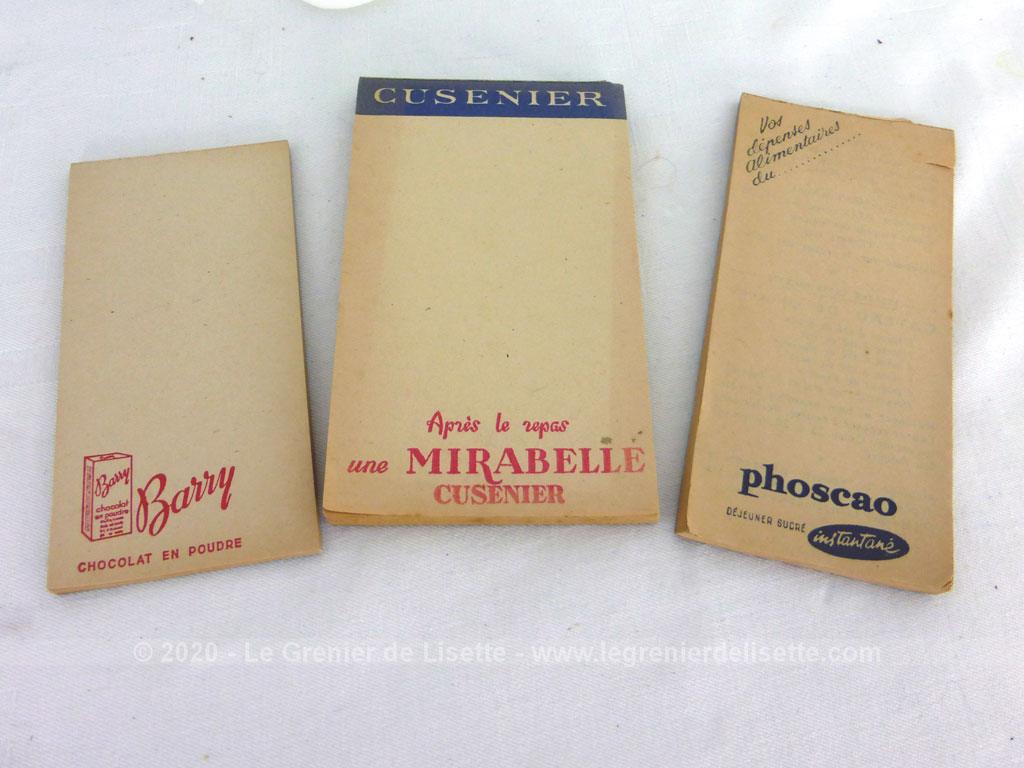 Barry
chocolat
en poudre
Barry
CHOCOLAT EN POUDRE
CUSENIER
Après le repas
une MIRABELLE
CUSENIER
Vos
dépenses
alimentaires
du................
phoscao
DÉJEUNER SUCRÉ instantané
© 2020 - Le Grenier de Lisette - www.legrenierdelisette.com